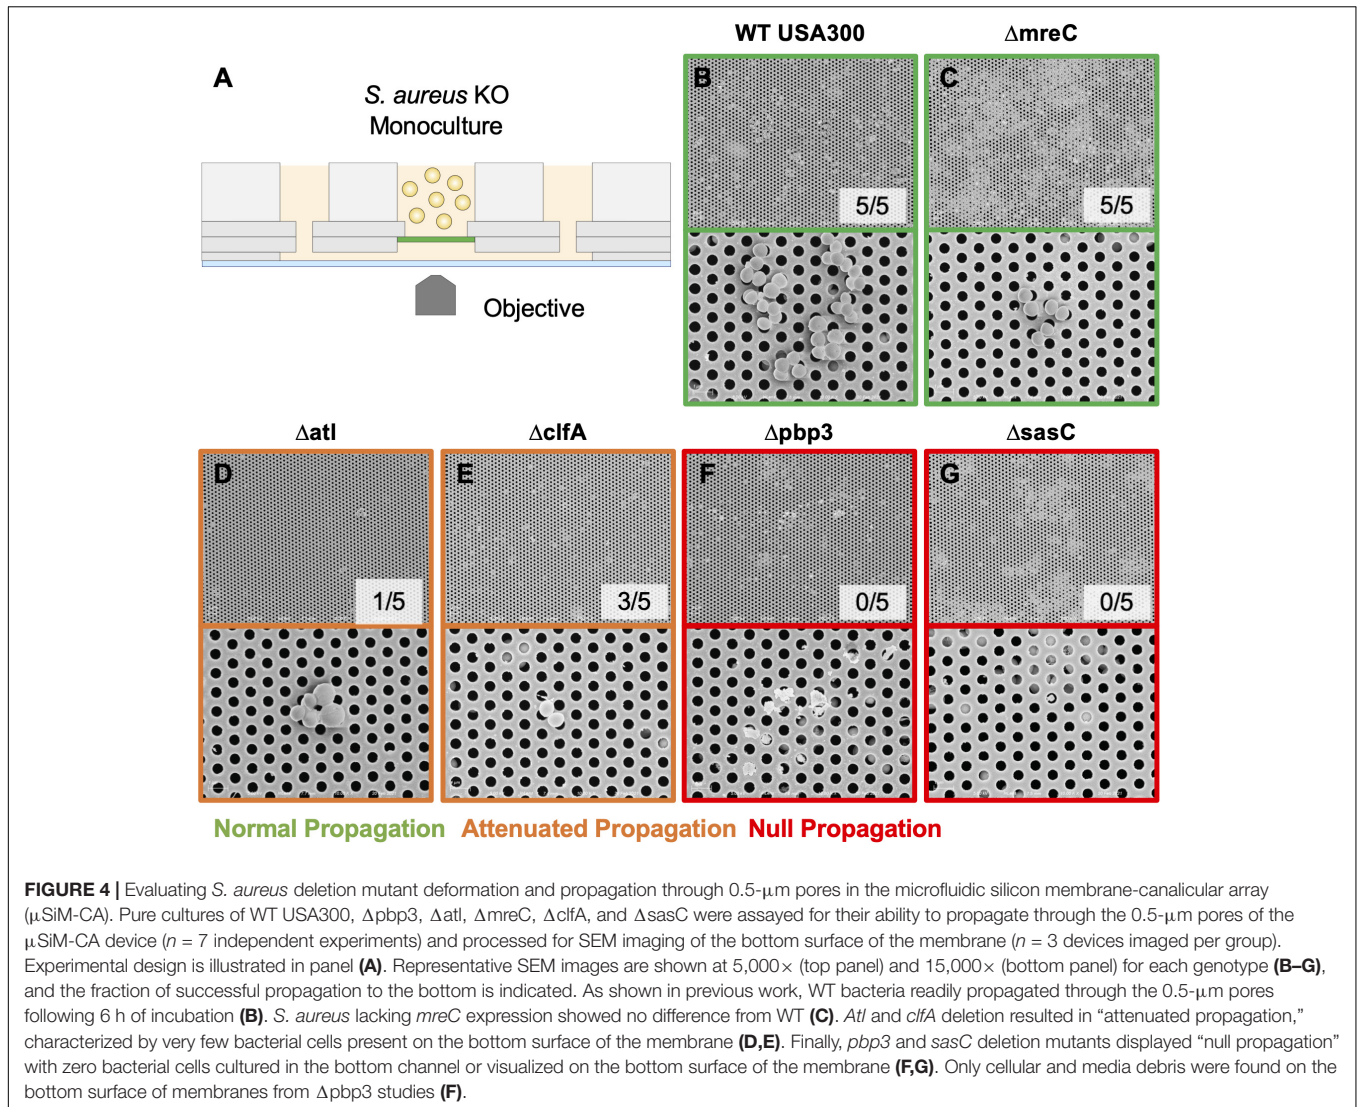 WT USA300
ΔmreC
A
S. aureus KO
Monoculture
Objective
B
5/5
C
5/5
Δatl
ΔclfA
Δpbp3
ΔsasC
D
1/5
E
3/5
F
0/5
G
0/5
Normal Propagation Attenuated Propagation Null Propagation
FIGURE 4 | Evaluating S. aureus deletion mutant deformation and propagation through 0.5-μm pores in the microfluidic silicon membrane-canalicular array
(μSiM-CA). Pure cultures of WT USA300, Δpbp3, Δatl, ΔmreC, ΔclfA, and ΔsasC were assayed for their ability to propagate through the 0.5-μm pores of the
μSiM-CA device (n = 7 independent experiments) and processed for SEM imaging of the bottom surface of the membrane (n = 3 devices imaged per group).
Experimental design is illustrated in panel (A). Representative SEM images are shown at 5,000× (top panel) and 15,000× (bottom panel) for each genotype (B–G),
and the fraction of successful propagation to the bottom is indicated. As shown in previous work, WT bacteria readily propagated through the 0.5-μm pores
following 6 h of incubation (B). S. aureus lacking mreC expression showed no difference from WT (C). Atl and clfA deletion resulted in “attenuated propagation,”
characterized by very few bacterial cells present on the bottom surface of the membrane (D,E). Finally, pbp3 and sasC deletion mutants displayed “null propagation”
with zero bacterial cells cultured in the bottom channel or visualized on the bottom surface of the membrane (F,G). Only cellular and media debris were found on the
bottom surface of membranes from Δpbp3 studies (F).